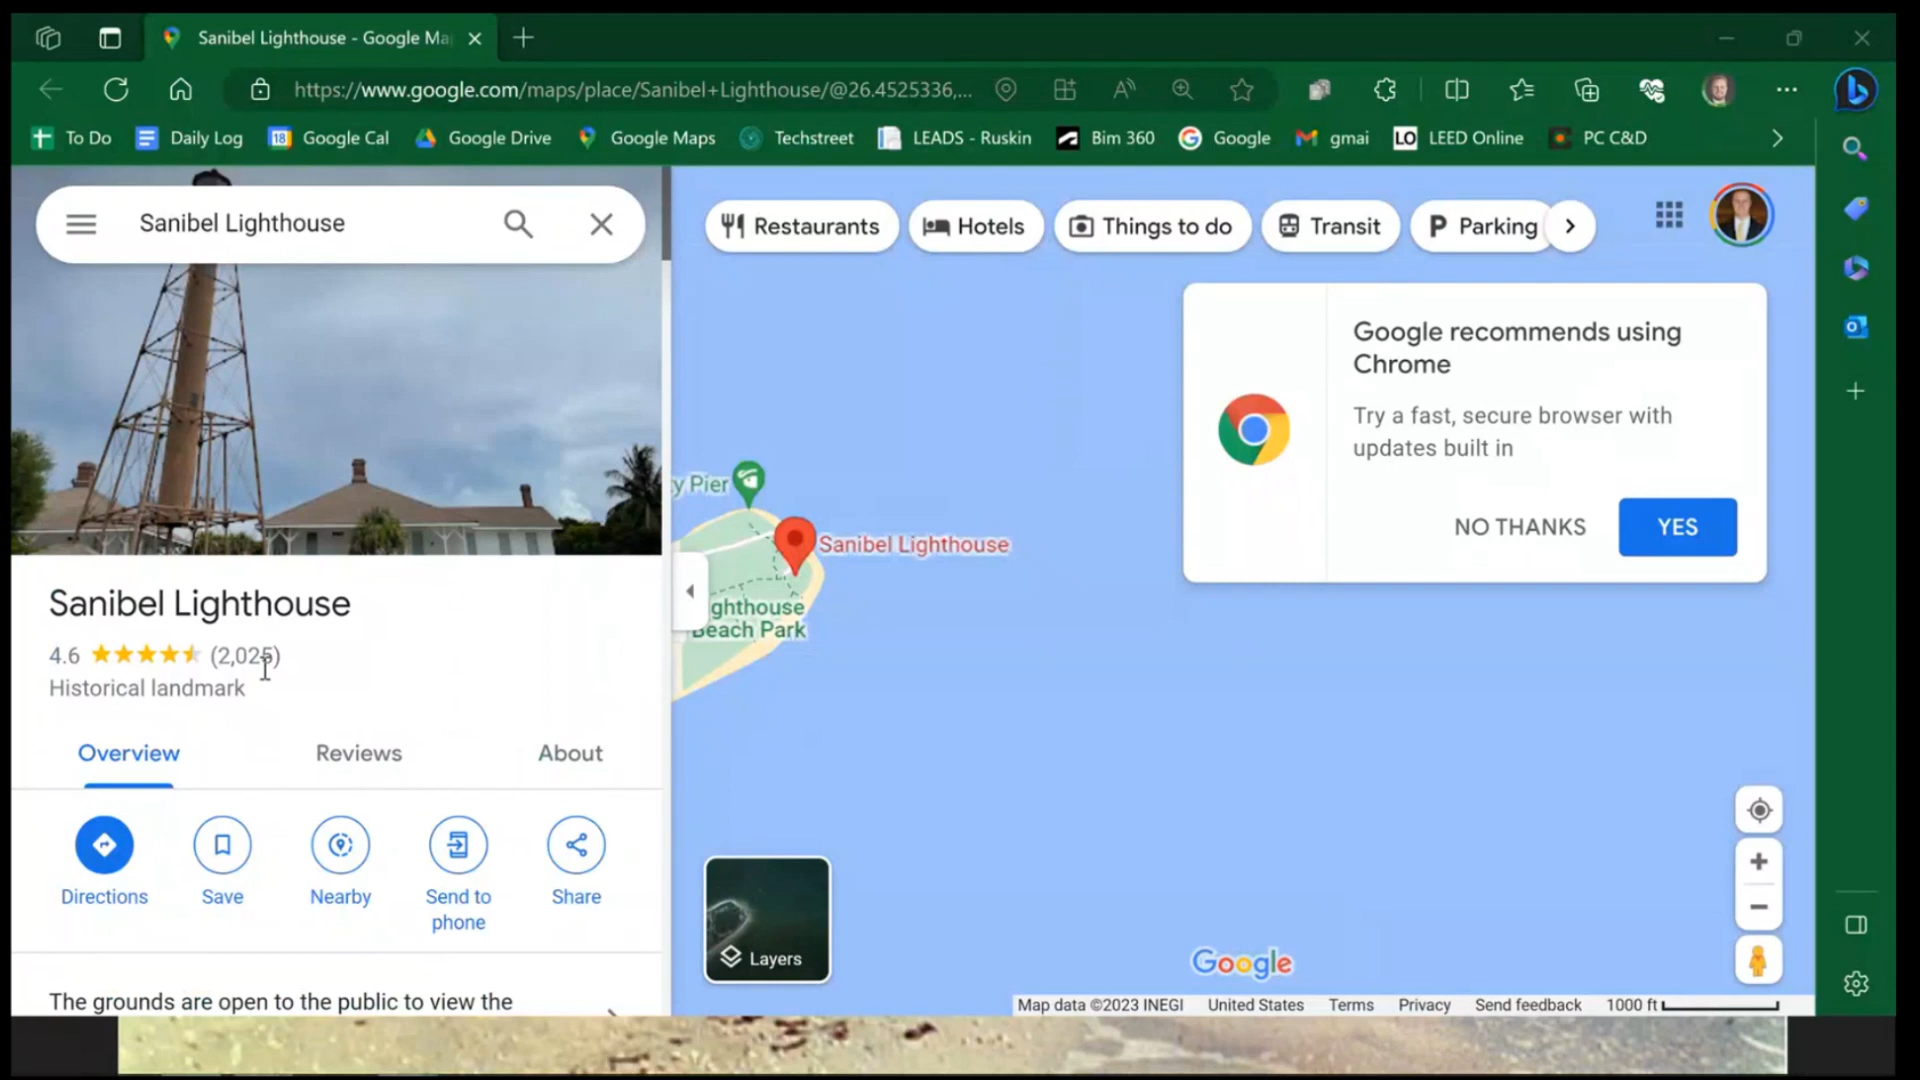 Sanibel Lighthouse - Google Ma
https://www.google.com/maps/place/Sanibel+Lighthouse/@26.4525336,...
To Do
Daily Log
18
Google Cal
Google Drive
Google Maps
Techstreet
LEADS - Ruskin
Bim 360
Google
gmai
LO
LEED Online
PC C&D
Sanibel Lighthouse
Restaurants
Hotels
Things to do
Transit
P Parking
Google recommends using
Chrome
Try a fast, secure browser with
updates built in
NO THANKS
YES
y Pier
Sanibel Lighthouse
ghthouse
Beach Park
Sanibel Lighthouse
4.6 (2,025)
Historical landmark
Overview
Reviews
About
Directions
Save
Nearby
Send to
phone
Share
The grounds are open to the public to view the
Layers
Google
Map data ©2023 INEGI
United States
Terms
Privacy
Send feedback
1000 ft